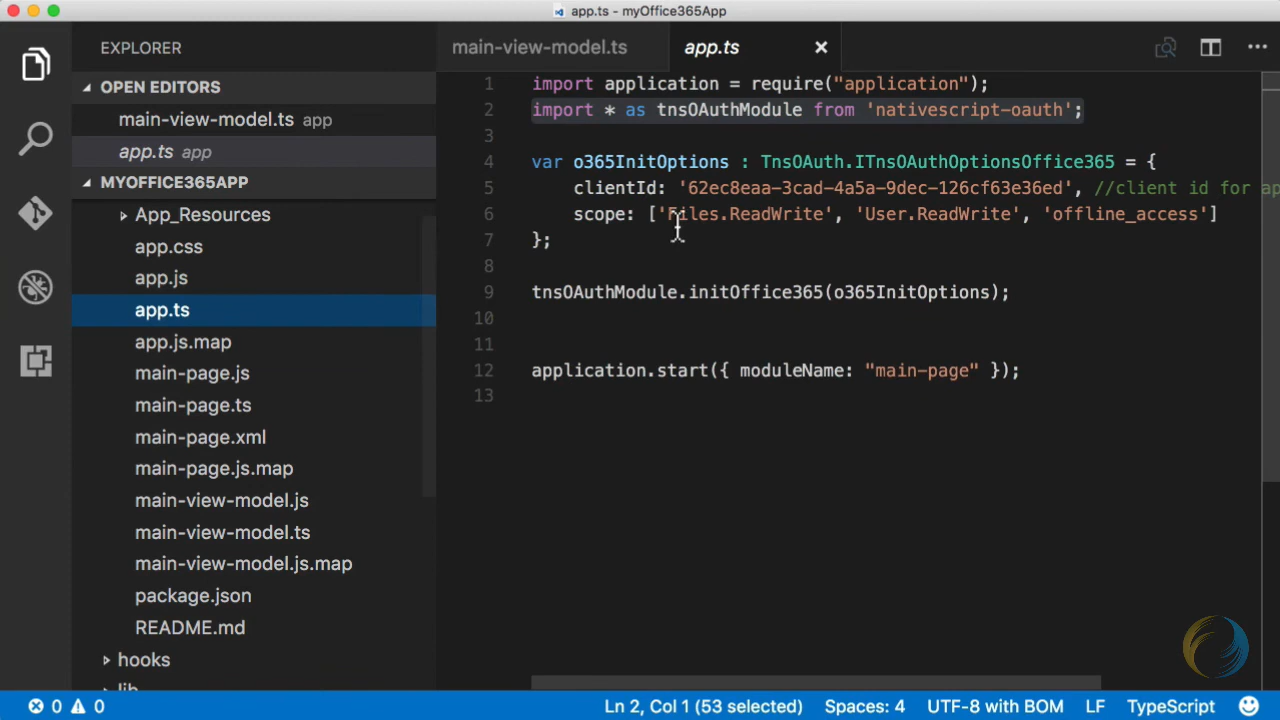 app.ts - myOffice365App
EXPLORER
OPEN EDITORS
main-view-model.ts app
app.ts app
MYOFFICE365APP
App_Resources
app.css
app.js
app.ts
app.js.map
main-page.js
main-page.ts
main-page.xml
main-page.js.map
main-view-model.js
main-view-model.ts
main-view-model.js.map
package.json
README.md
hooks
lib
main-view-model.ts
app.ts
1 import application = require("application");
2 import * as tnsOAuthModule from 'nativescript-oauth';
3
4 var o365InitOptions : TnsOAuth.ITnsOAuthOptionsOffice365 = {
5 clientId: '62ec8eaa-3cad-4a5a-9dec-126cf63e36ed', //client id for ap
6 scope: ['Files.ReadWrite', 'User.ReadWrite', 'offline_access']
7 };
8
9 tnsOAuthModule.initOffice365(o365InitOptions);
10
11
12 application.start({ moduleName: "main-page" });
13
0 0 Ln 2, Col 1 (53 selected) Spaces: 4 UTF-8 with BOM LF TypeScript